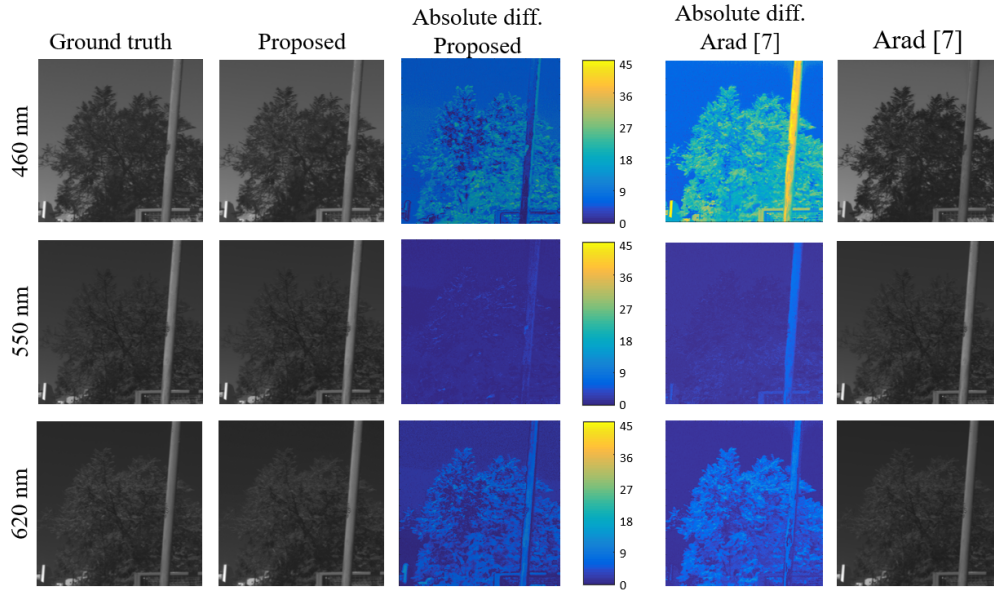 Absolute diff.
Absolute diff.
Ground truth
Proposed
Proposed
Arad [7]
Arad [7]
460 nm
45
36
27
18
9
0
550 nm
45
36
27
18
9
0
620 nm
45
36
27
18
9
0